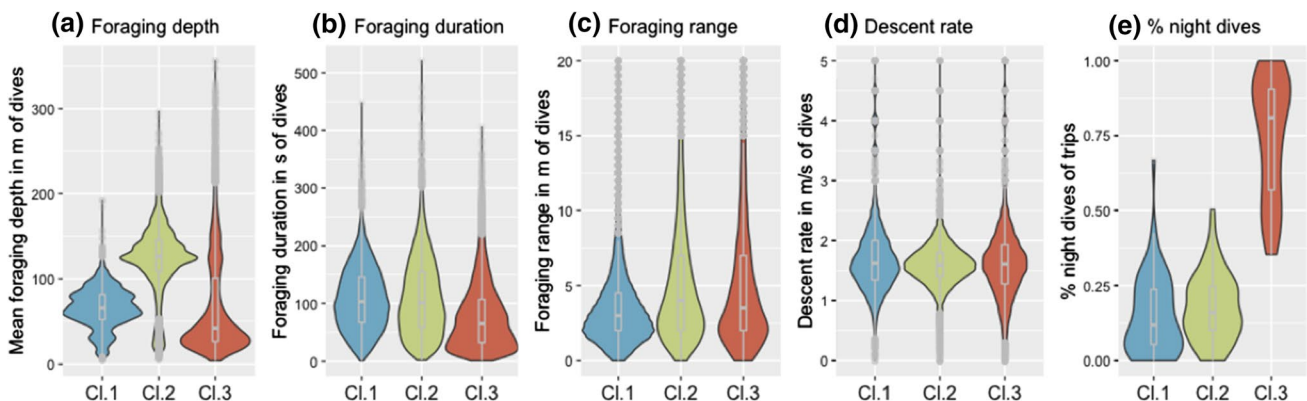 (a) Foraging depth
Mean foraging depth in m of dives
300
200
100
0
Cl.1 Cl.2 Cl.3
(b) Foraging duration
Foraging duration in s of dives
500
400
300
200
100
0
Cl.1 Cl.2 Cl.3
(c) Foraging range
Foraging range in m of dives
20
15
10
5
0
Cl.1 Cl.2 Cl.3
(d) Descent rate
Descent rate in m/s of dives
5
4
3
2
1
0
Cl.1 Cl.2 Cl.3
(e) % night dives
% night dives of trips
1.00
0.75
0.50
0.25
0.00
Cl.1 Cl.2 Cl.3